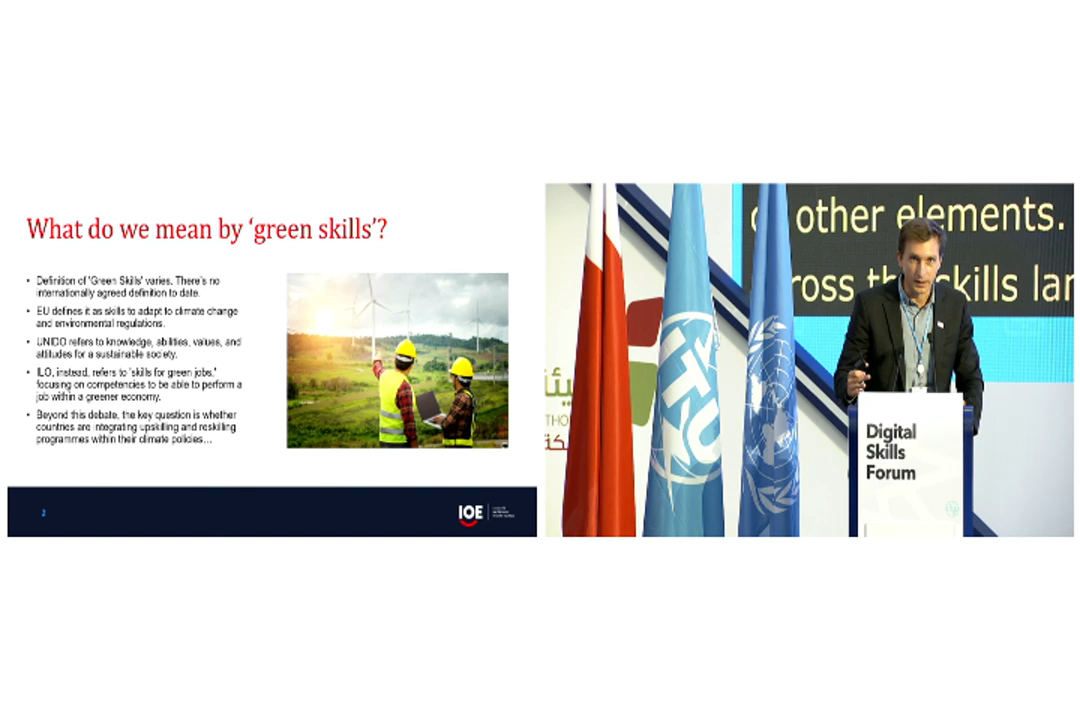 What do we mean by ‘green skills’?
• Definition of 'Green Skills' varies. There's no
internationally agreed definition to date.
• EU defines it as skills to adapt to climate change
and environmental regulations.
• UNIDO refers to knowledge, abilities, values, and
attitudes for a sustainable society.
• ILO, instead, refers to 'skills for green jobs,'
focusing on competencies to be able to perform a
job within a greener economy.
• Beyond this debate, the key question is whether
countries are integrating upskilling and reskilling
programmes within their climate policies…
2
IOE
other elements.
skills lan
ITU
Digital
Skills
Forum